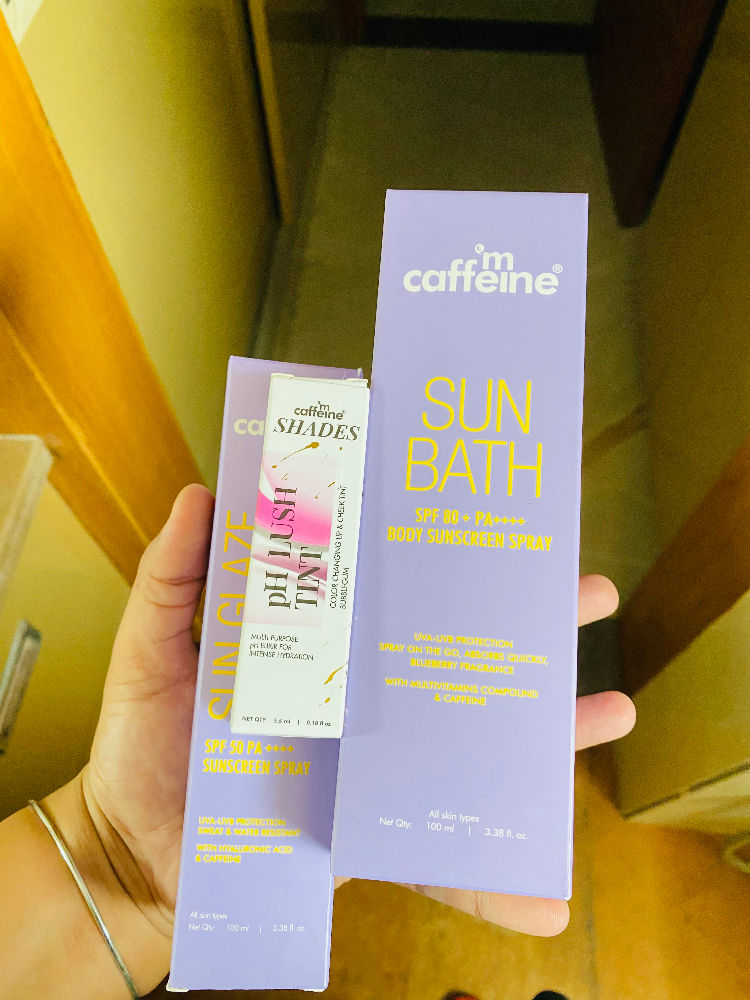 m
caffeine®
SUN
BATH
SPF 80 + PA++++
BODY SUNSCREEN SPRAY
UVA-UVB PROTECTION
SPRAY ON THE GO, ABSORBS QUICKLY,
BLUEBERRY FRAGRANCE
WITH MULTIVITAMINS COMPOUND
& CAFFEINE
All skin types
Net Qty: 100 ml | 3.38 fl. oz.
m
caffeine®
SHADES
pH LUSH
TINT
COLOR CHANGING LIP & CHEEK TINT
BUBBLEGUM
MULTI-PURPOSE
pH ELIXIR FOR
INTENSE HYDRATION
NET QTY: 5.5 ml | 0.18 fl oz
ca
SUN GLAZE
SPF 50 PA ++++
SUNSCREEN SPRAY
UVA-UVB PROTECTION
SWEAT & WATER RESISTANT
WITH HYALURONIC ACID
& CAFFEINE
All skin types
Net Qty: 100 ml | 3.38 fl. oz.